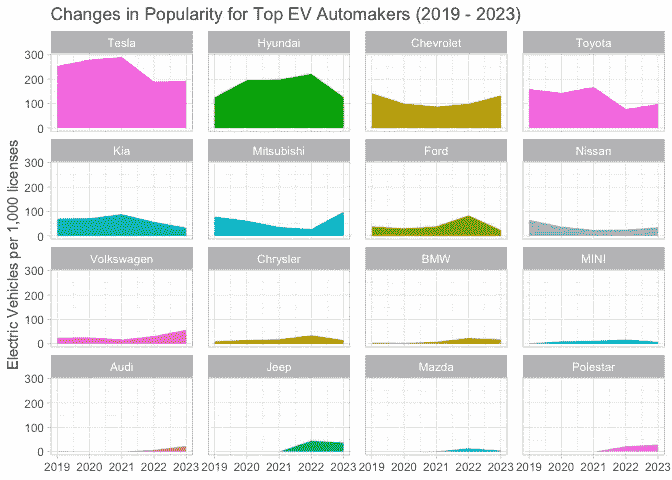 Changes in Popularity for Top EV Automakers (2019 - 2023)
Electric Vehicles per 1,000 licenses
Tesla Hyundai Chevrolet Toyota
300
200
100
0
Kia Mitsubishi Ford Nissan
300
200
100
0
Volkswagen Chrysler BMW MINI
300
200
100
0
Audi Jeep Mazda Polestar
300
200
100
0
2019 2020 2021 2022 2023 2019 2020 2021 2022 2023 2019 2020 2021 2022 2023 2019 2020 2021 2022 2023